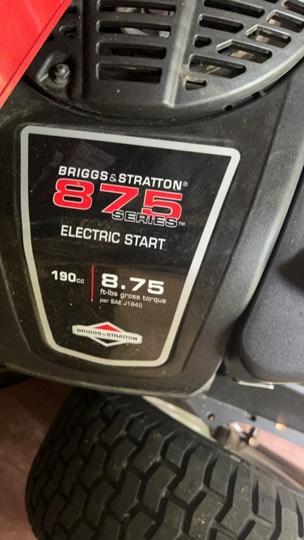 BRIGGS & STRATTON®
875
SERIES™
ELECTRIC START
190cc
8.75
ft-lbs gross torque
per SAE J1940
BRIGGS & STRATTON